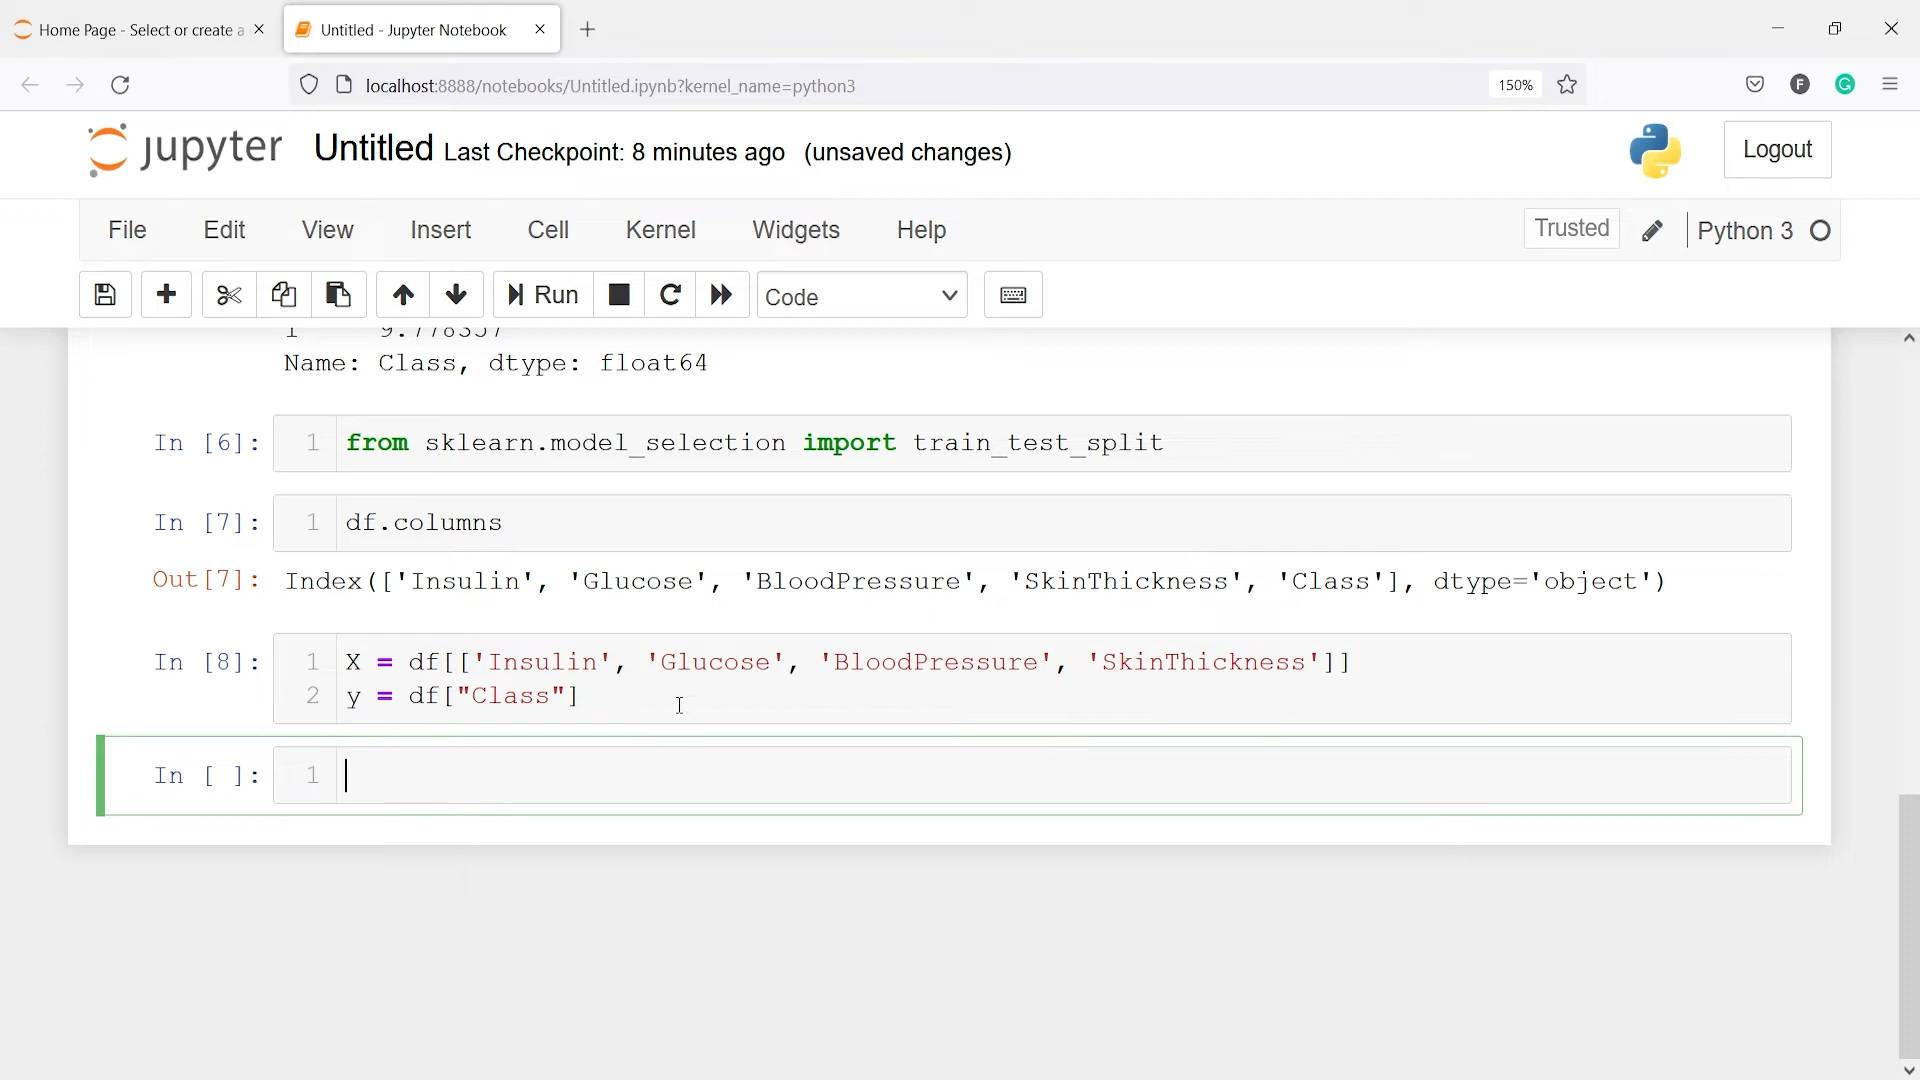 Home Page - Select or create a
Untitled - Jupyter Notebook
localhost:8888/notebooks/Untitled.ipynb?kernel_name=python3
150%
F
G
jupyter Untitled Last Checkpoint: 8 minutes ago (unsaved changes)
Logout
File Edit View Insert Cell Kernel Widgets Help
Trusted
Python 3
Run
Code
Name: Class, dtype: float64
In [6]: 1 from sklearn.model_selection import train_test_split
In [7]: 1 df.columns
Out[7]: Index(['Insulin', 'Glucose', 'BloodPressure', 'SkinThickness', 'Class'], dtype='object')
In [8]: 1 X = df[['Insulin', 'Glucose', 'BloodPressure', 'SkinThickness']]
2 y = df["Class"]
In [ ]: 1